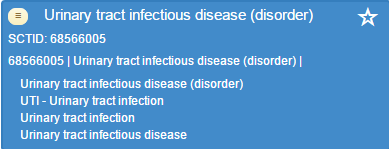 Urinary tract infectious disease (disorder)
SCTID: 68566005
68566005 | Urinary tract infectious disease (disorder) |
Urinary tract infectious disease (disorder)
UTI - Urinary tract infection
Urinary tract infection
Urinary tract infectious disease